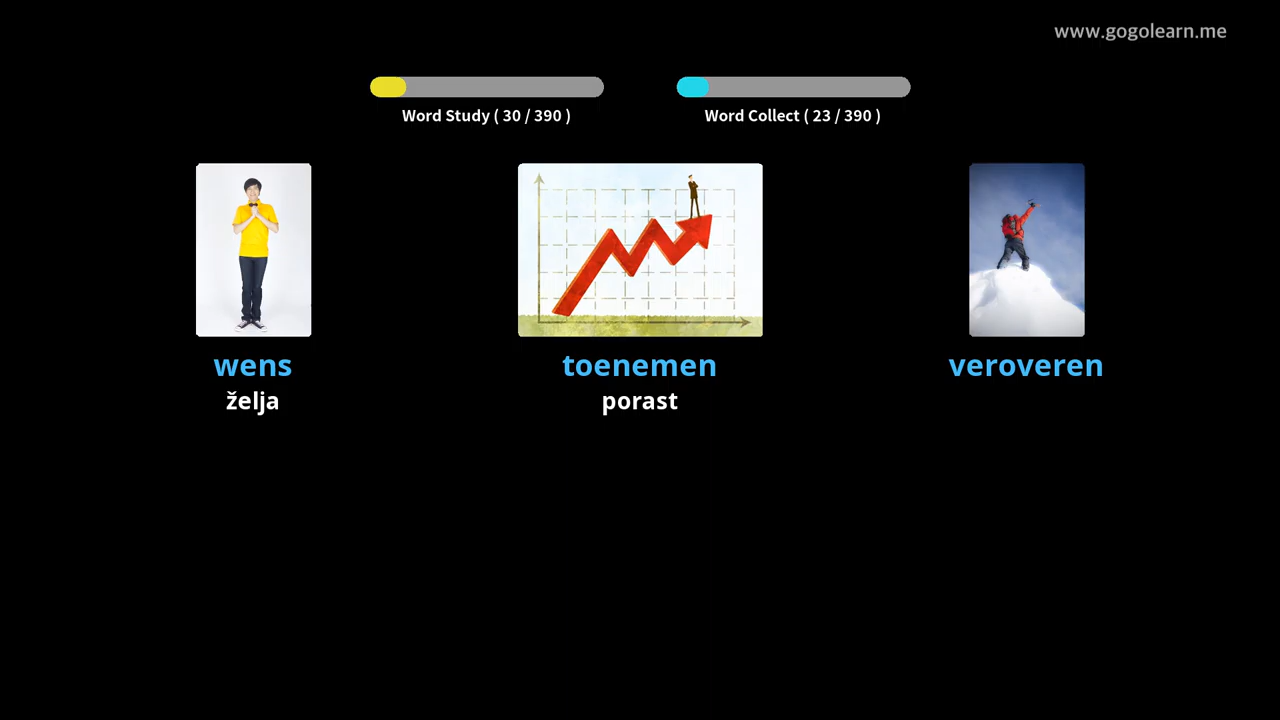 www.gogolearn.me
Word Study ( 30 / 390 )
Word Collect ( 23 / 390 )
wens
želja
toenemen
porast
veroveren